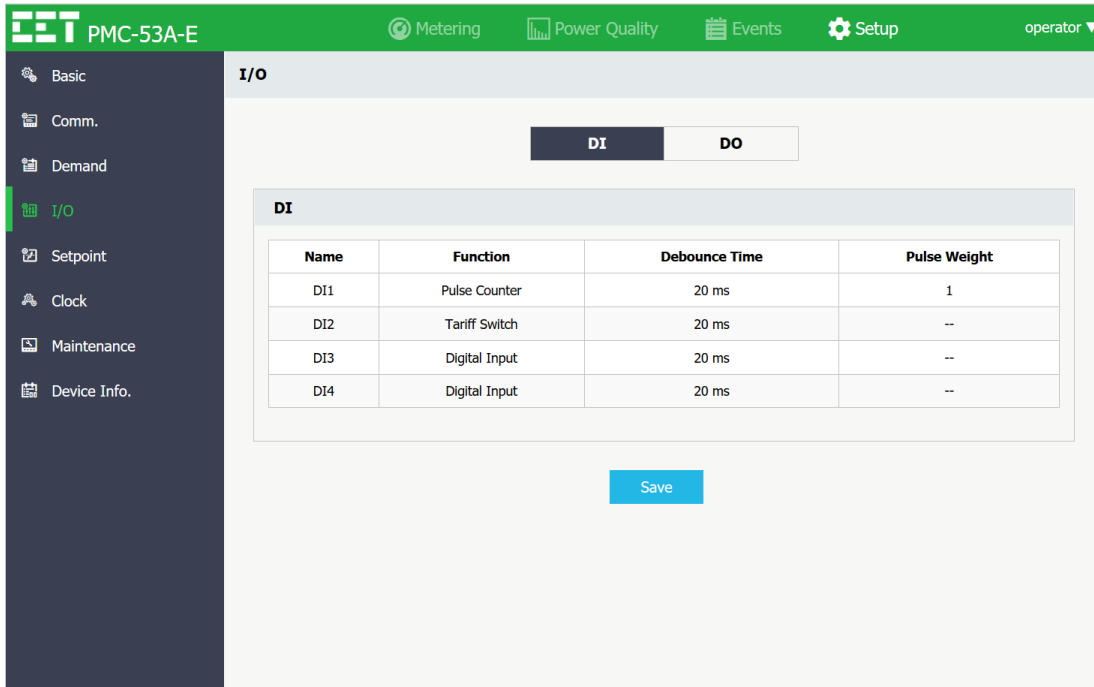 CET PMC-53A-E Metering Power Quality Events Setup operator
Basic
Comm.
Demand
I/O
Setpoint
Clock
Maintenance
Device Info.
I/O
DI DO
DI
Name Function Debounce Time Pulse Weight
DI1 Pulse Counter 20 ms 1
DI2 Tariff Switch 20 ms --
DI3 Digital Input 20 ms --
DI4 Digital Input 20 ms --
Save